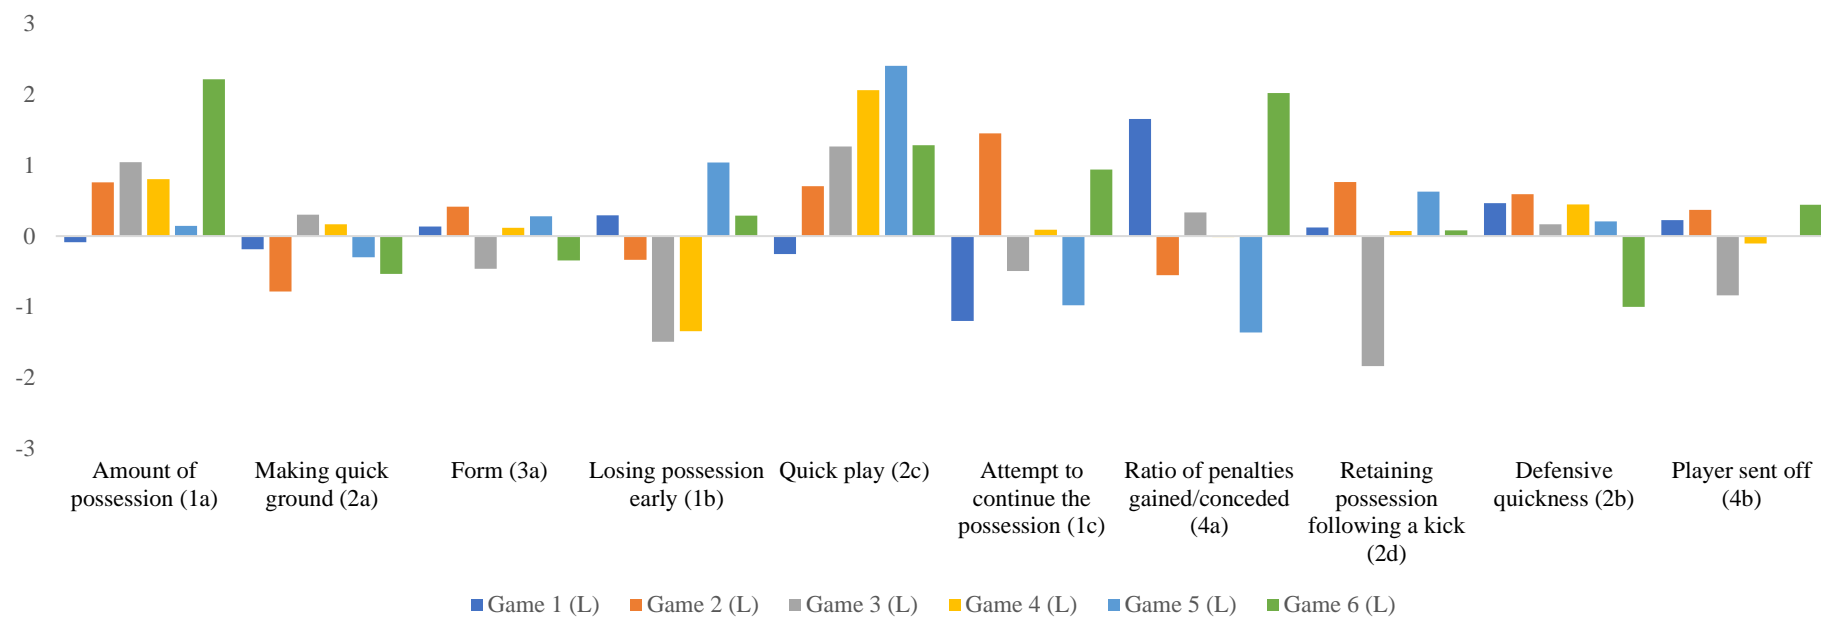 3
2
1
0
-1
-2
-3
Amount of
possession (1a)
Making quick
ground (2a)
Form (3a)
Losing possession
early (1b)
Quick play (2c)
Attempt to
continue the
possession (1c)
Ratio of penalties
gained/conceded
(4a)
Retaining
possession
following a kick
(2d)
Defensive
quickness (2b)
Player sent off
(4b)
Game 1 (L) Game 2 (L) Game 3 (L) Game 4 (L) Game 5 (L) Game 6 (L)